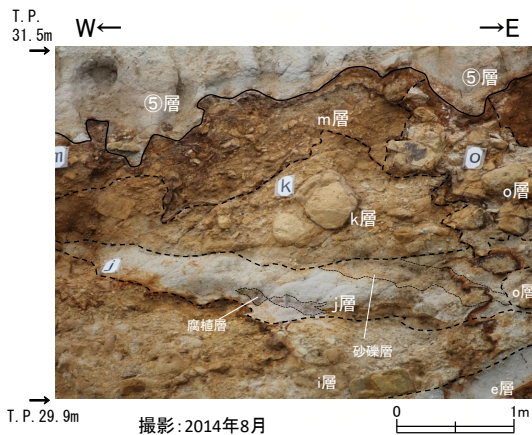 T.P.
31.5m
W← →E
⑤層
⑤層
m層
m
k
o
o層
k層
j
j層
o層
腐植層
砂礫層
i層
e層
T.P.29.9m
撮影:2014年8月
0 1m